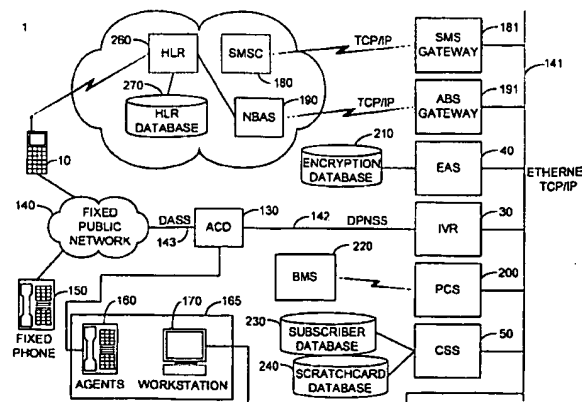 1
260
HLR
SMSC
180
TCP/IP
SMS
GATEWAY
181
141
270
HLR
DATABASE
NBAS
190
TCP/IP
ABS
GATEWAY
191
10
210
ENCRYPTION
DATABASE
EAS
40
ETHERNE
TCP/IP
140
FIXED
PUBLIC
NETWORK
DASS
143
ACD
130
142
DPNSS
IVR
30
220
BMS
PCS
200
150
FIXED
PHONE
160
170
165
AGENTS
WORKSTATION
230
SUBSCRIBER
DATABASE
240
SCRATCHCARD
DATABASE
CSS
50